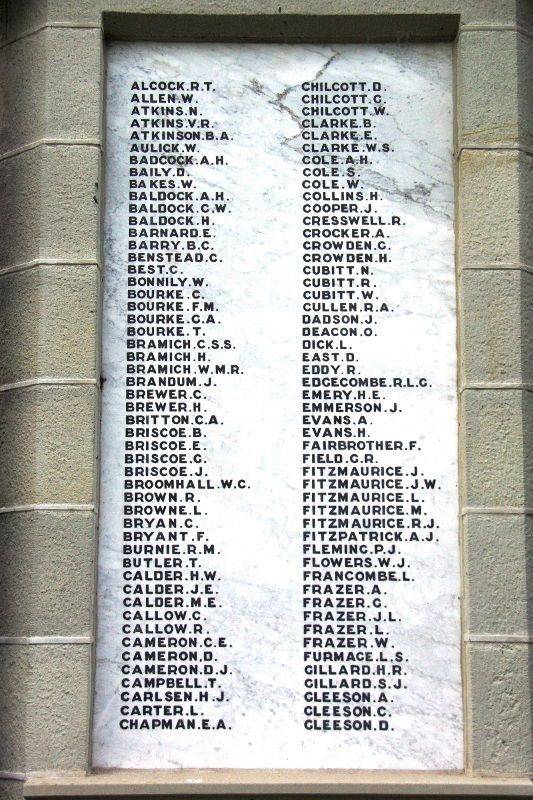 ALCOCK.R.T.
ALLEN.W.
ATKINS.N.
ATKINS.V.R.
ATKINSON.B.A.
AULICK.W.
BADCOCK.A.H.
BAILY.D.
BAKES.W.
BALDOCK.A.H.
BALDOCK.C.W.
BALDOCK.H.
BARNARD.E.
BARRY.B.C.
BENSTEAD.C.
BEST.C.
BONNILY.W.
BOURKE.C.
BOURKE.F.M.
BOURKE.G.A.
BOURKE.T.
BRAMICH.C.S.S.
BRAMICH.H.
BRAMICH.W.M.R.
BRANDUM.J.
BREWER.C.
BREWER.H.
BRITTON.C.A.
BRISCOE.B.
BRISCOE.E.
BRISCOE.G.
BRISCOE.J.
BROOMHALL.W.C.
BROWN.R.
BROWNE.L.
BRYAN.C.
BRYANT.F.
BURNIE.R.M.
BUTLER.T.
CALDER.H.W.
CALDER.J.E.
CALDER.M.E.
CALLOW.C.
CALLOW.R.
CAMERON.C.E.
CAMERON.D.
CAMERON.D.J.
CAMPBELL.T.
CARLSEN.H.J.
CARTER.L.
CHAPMAN.E.A.
CHILCOTT.D.
CHILCOTT.G.
CHILCOTT.W.
CLARKE.B.
CLARKE.E.
CLARKE.W.S.
COLE.A.H.
COLE.S.
COLE.W.
COLLINS.H.
COOPER.J.
CRESSWELL.R.
CROCKER.A.
CROWDEN.G.
CROWDEN.H.
CUBITT.N.
CUBITT.R.
CUBITT.W.
CULLEN.R.A.
DADSON.J.
DEACON.O.
DICK.L.
EAST.D.
EDDY.R.
EDGECOMBE.R.L.G.
EMERY.H.E.
EMMERSON.J.
EVANS.A.
EVANS.H.
FAIRBROTHER.F.
FIELD.G.R.
FITZMAURICE.J.
FITZMAURICE.J.W.
FITZMAURICE.L.
FITZMAURICE.M.
FITZMAURICE.R.J.
FITZPATRICK.A.J.
FLEMING.P.J.
FLOWERS.W.J.
FRANCOMBE.L.
FRAZER.A.
FRAZER.G.
FRAZER.J.L.
FRAZER.L.
FRAZER.W.
FURMAGE.L.S.
GILLARD.H.R.
GILLARD.S.J.
GLEESON.A.
GLEESON.C.
GLEESON.D.